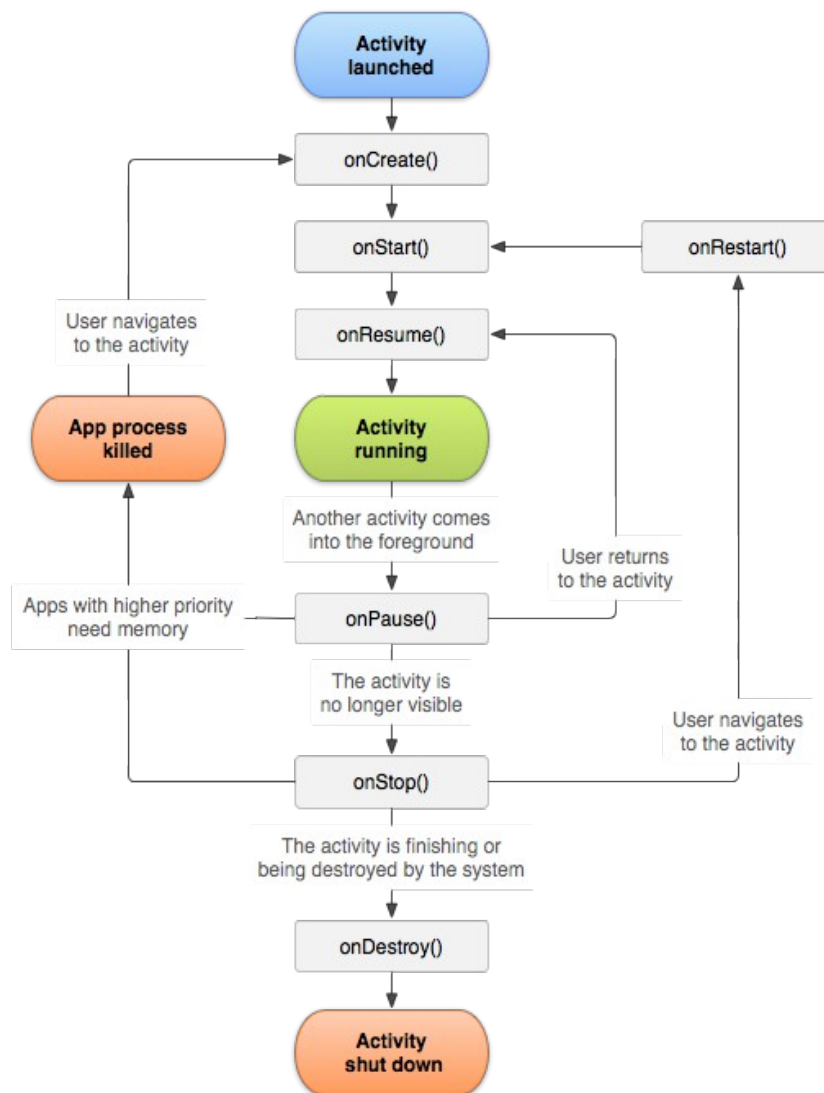 Activity
launched
onCreate()
onStart()
onRestart()
User navigates
to the activity
onResume()
App process
killed
Activity
running
Another activity comes
into the foreground
User returns
to the activity
Apps with higher priority
need memory
onPause()
The activity is
no longer visible
User navigates
to the activity
onStop()
The activity is finishing or
being destroyed by the system
onDestroy()
Activity
shut down